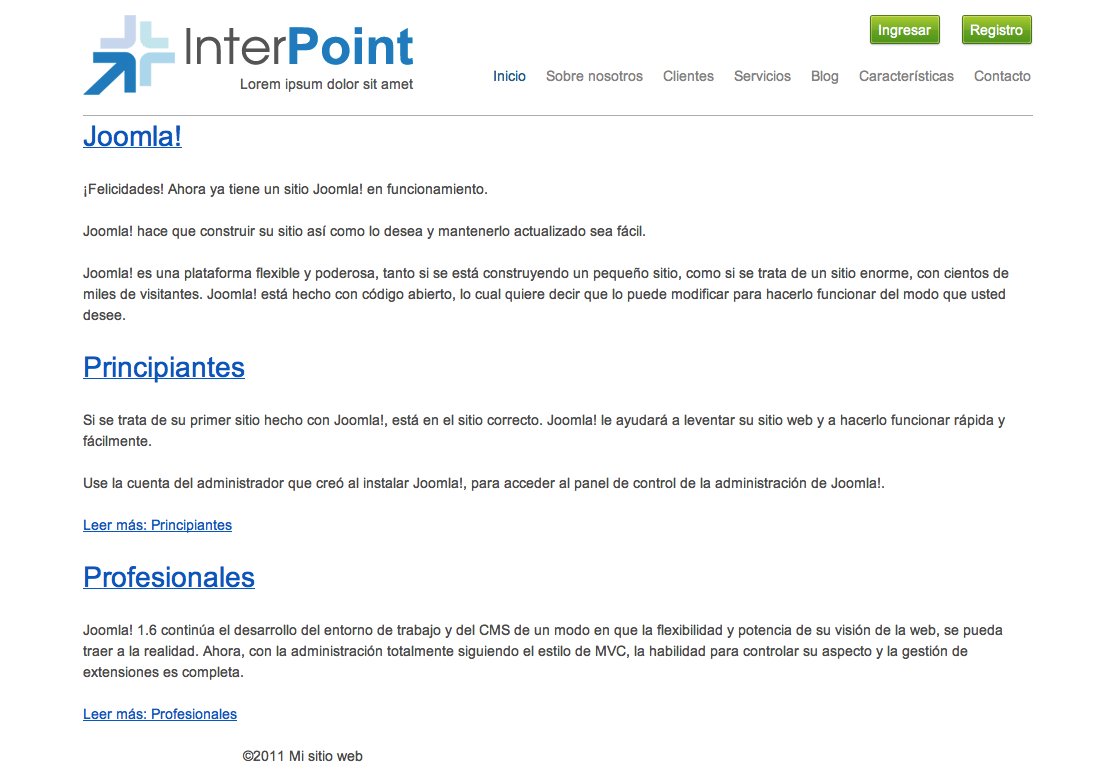 InterPoint
Lorem ipsum dolor sit amet
Ingresar Registro
Inicio Sobre nosotros Clientes Servicios Blog Características Contacto
Joomla!
¡Felicidades! Ahora ya tiene un sitio Joomla! en funcionamiento.
Joomla! hace que construir su sitio así como lo desea y mantenerlo actualizado sea fácil.
Joomla! es una plataforma flexible y poderosa, tanto si se está construyendo un pequeño sitio, como si se trata de un sitio enorme, con cientos de
miles de visitantes. Joomla! está hecho con código abierto, lo cual quiere decir que lo puede modificar para hacerlo funcionar del modo que usted
desee.
Principiantes
Si se trata de su primer sitio hecho con Joomla!, está en el sitio correcto. Joomla! le ayudará a leventar su sitio web y a hacerlo funcionar rápida y
fácilmente.
Use la cuenta del administrador que creó al instalar Joomla!, para acceder al panel de control de la administración de Joomla!.
Leer más: Principiantes
Profesionales
Joomla! 1.6 continúa el desarrollo del entorno de trabajo y del CMS de un modo en que la flexibilidad y potencia de su visión de la web, se pueda
traer a la realidad. Ahora, con la administración totalmente siguiendo el estilo de MVC, la habilidad para controlar su aspecto y la gestión de
extensiones es completa.
Leer más: Profesionales
©2011 Mi sitio web